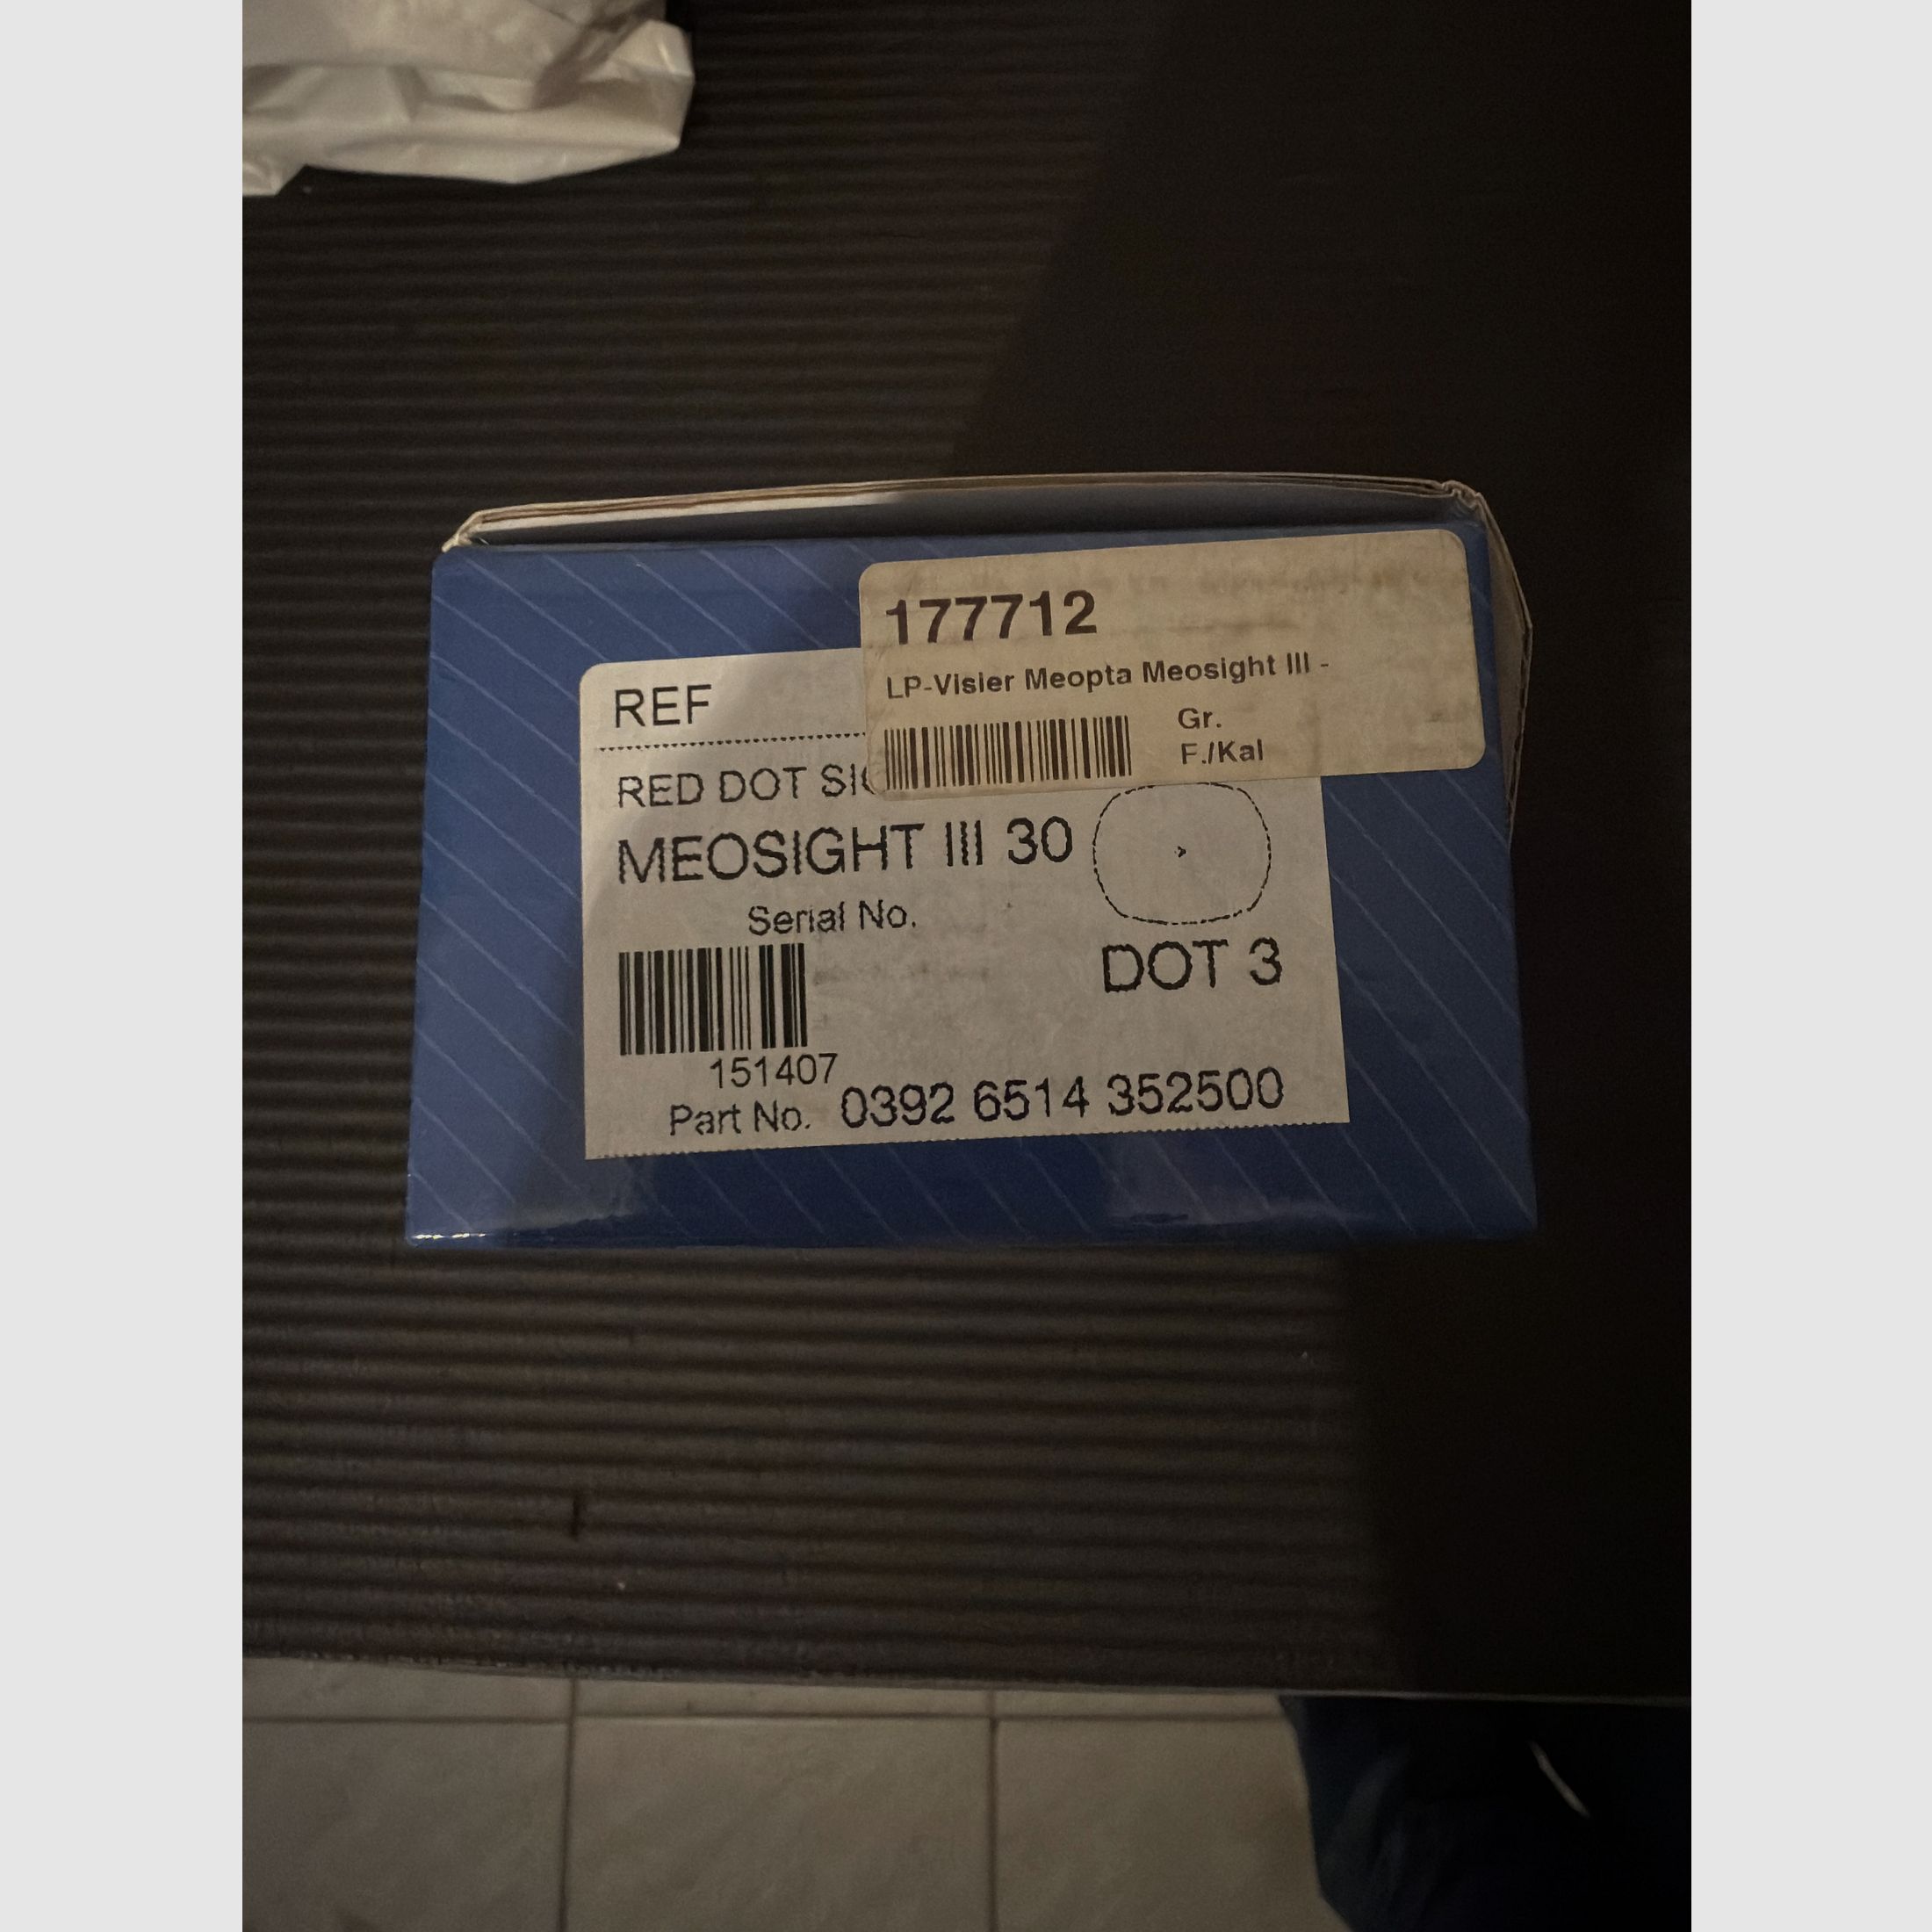 177712
LP-Visier Meopta Meosight III -
Gr.
F./Kal
REF
RED DOT SI
MEOSIGHT III 30
Serial No.
DOT 3
151407
Part No. 0392 6514 352500